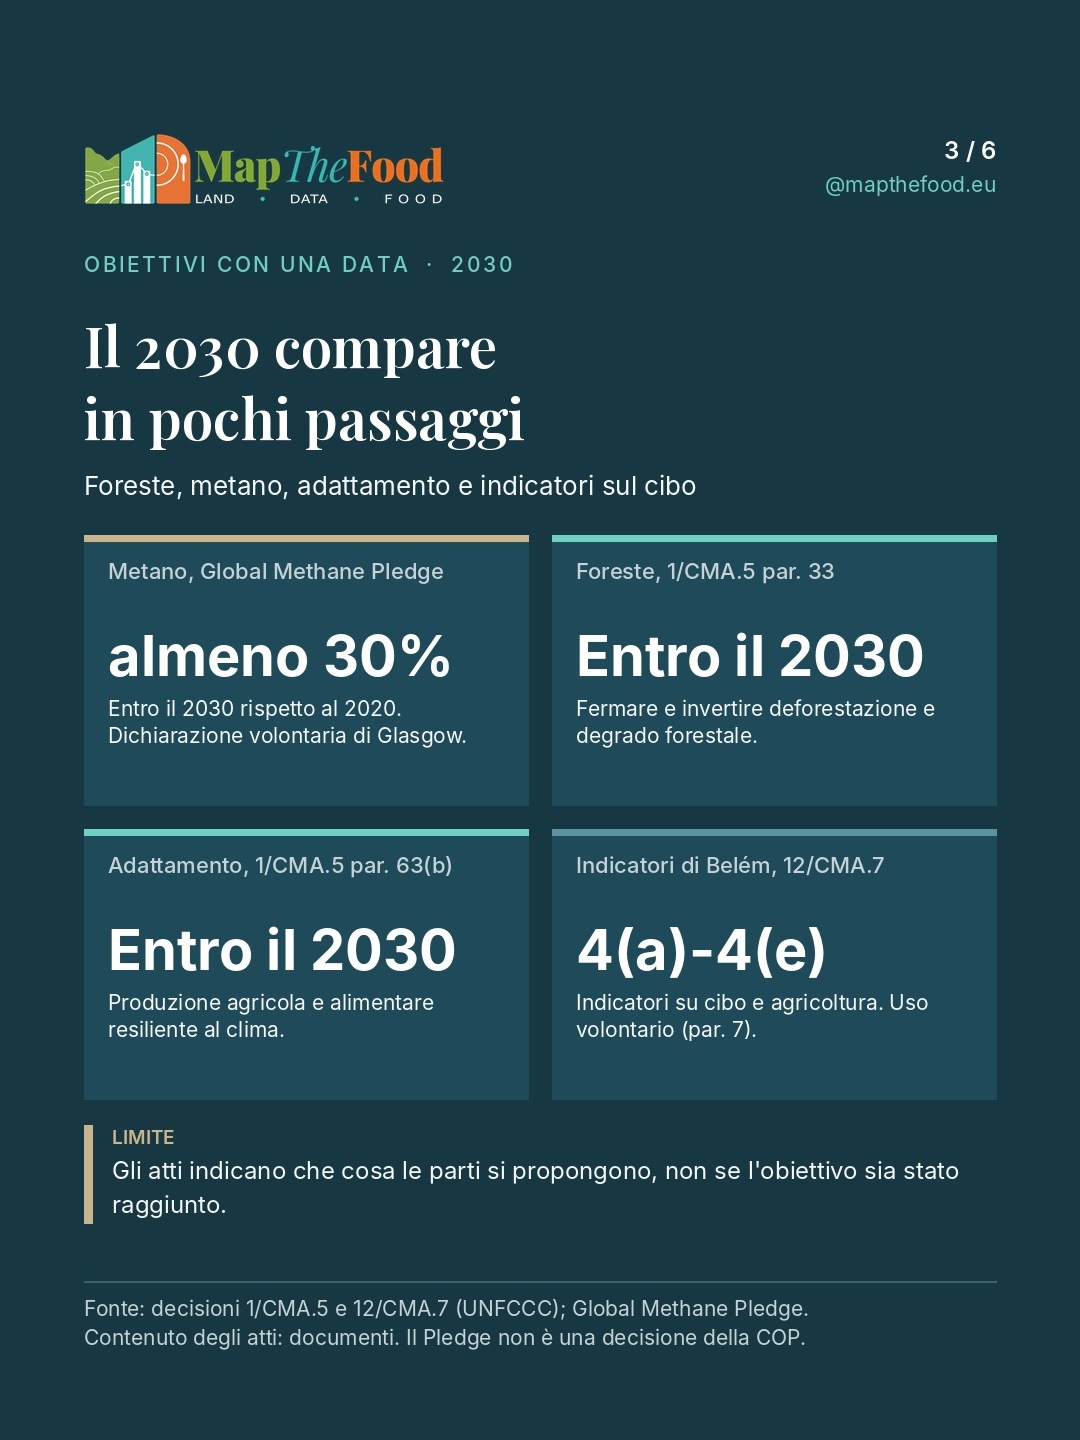 MapTheFood
LAND • DATA • FOOD
3 / 6
@mapthefood.eu
OBIETTIVI CON UNA DATA · 2030
Il 2030 compare
in pochi passaggi
Foreste, metano, adattamento e indicatori sul cibo
Metano, Global Methane Pledge
almeno 30%
Entro il 2030 rispetto al 2020.
Dichiarazione volontaria di Glasgow.
Foreste, 1/CMA.5 par. 33
Entro il 2030
Fermare e invertire deforestazione e
degrado forestale.
Adattamento, 1/CMA.5 par. 63(b)
Entro il 2030
Produzione agricola e alimentare
resiliente al clima.
Indicatori di Belém, 12/CMA.7
4(a)-4(e)
Indicatori su cibo e agricoltura. Uso
volontario (par. 7).
LIMITE
Gli atti indicano che cosa le parti si propongono, non se l'obiettivo sia stato
raggiunto.
Fonte: decisioni 1/CMA.5 e 12/CMA.7 (UNFCCC); Global Methane Pledge.
Contenuto degli atti: documenti. Il Pledge non è una decisione della COP.